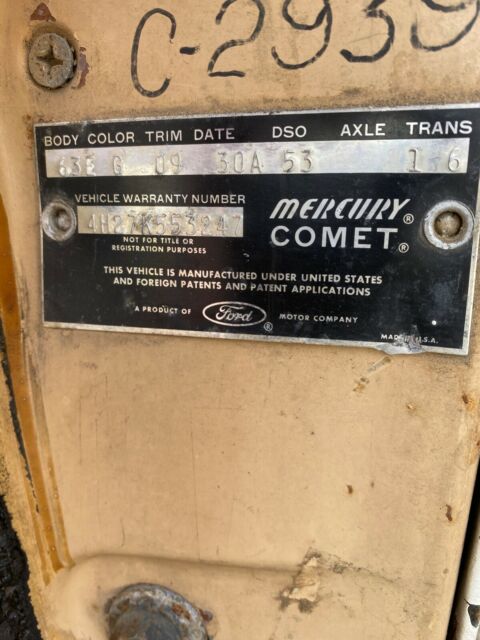 C-2939
BODY COLOR TRIM DATE DSO AXLE TRANS
63E G 09 30A 53 1 6
VEHICLE WARRANTY NUMBER
4H27K553247
NOT FOR TITLE OR
REGISTRATION PURPOSES
MERCURY®
COMET®
THIS VEHICLE IS MANUFACTURED UNDER UNITED STATES
AND FOREIGN PATENTS AND PATENT APPLICATIONS
A PRODUCT OF Ford® MOTOR COMPANY
MADE IN U.S.A.